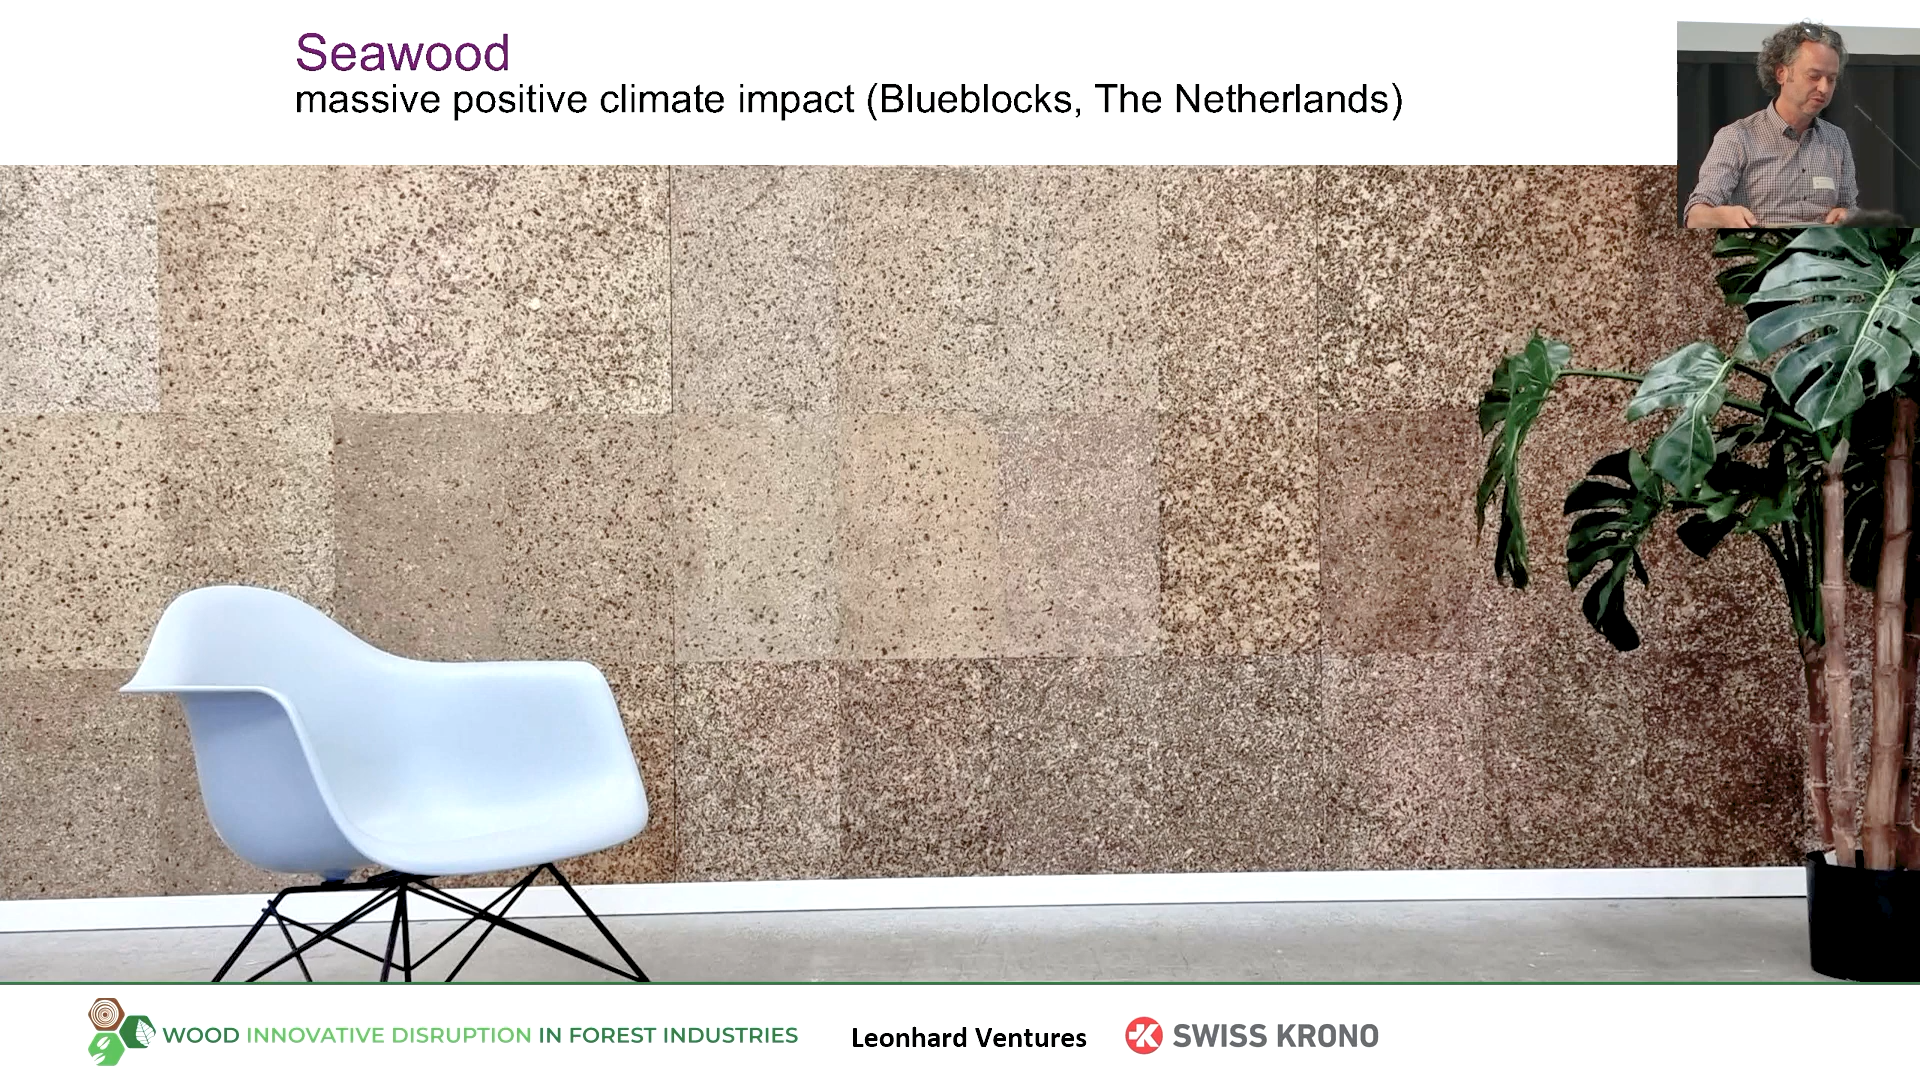 Seawood
massive positive climate impact (Blueblocks, The Netherlands)
WOOD INNOVATIVE DISRUPTION IN FOREST INDUSTRIES
Leonhard Ventures
SWISS KRONO